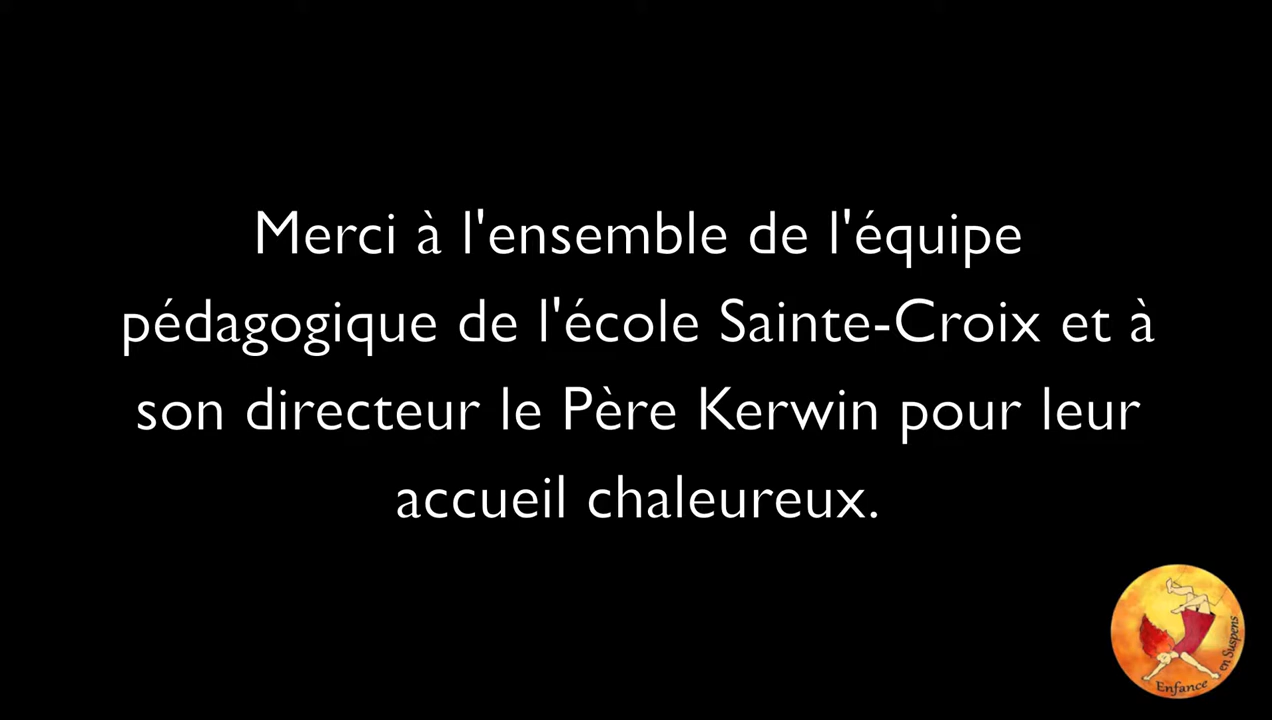 Merci à l'ensemble de l'équipe
pédagogique de l'école Sainte-Croix et à
son directeur le Père Kerwin pour leur
accueil chaleureux.
Enfance
en Suspens